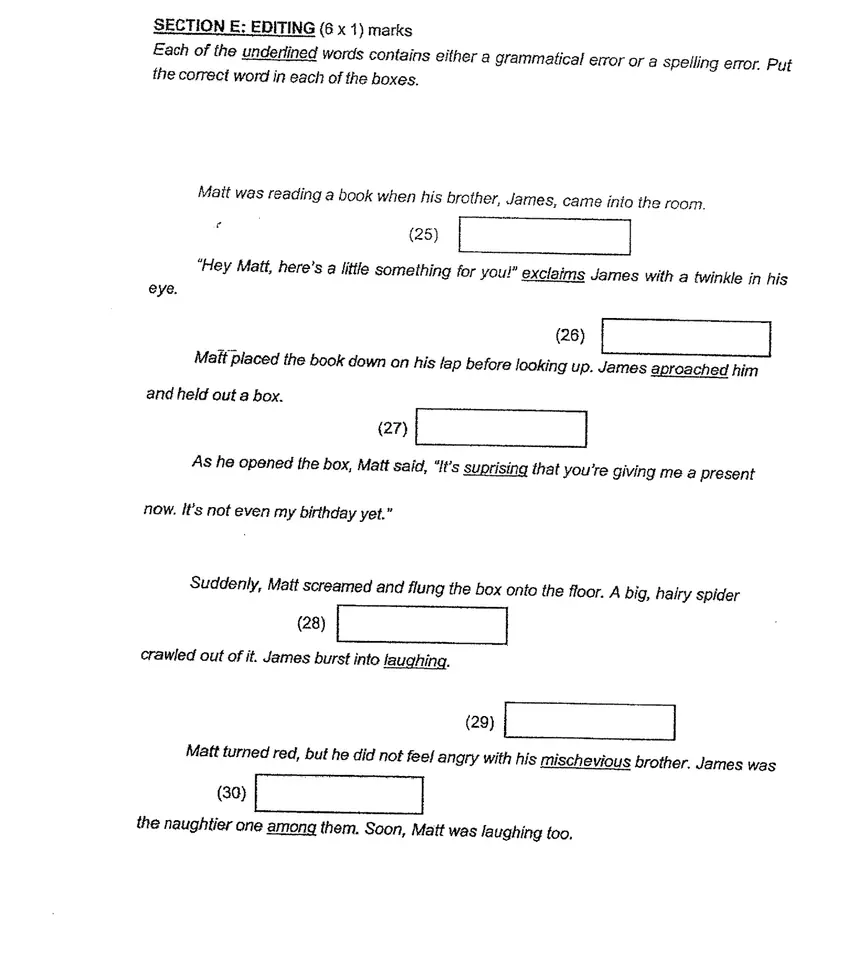 SECTION E: EDITING (6 x 1) marks
Each of the underlined words contains either a grammatical error or a spelling error. Put
the correct word in each of the boxes.
Matt was reading a book when his brother, James, came into the room.
(25)
"Hey Matt, here's a little something for you!" exclaims James with a twinkle in his
eye.
(26)
Matt placed the book down on his lap before looking up. James aproached him
and held out a box.
(27)
As he opened the box, Matt said, "It's suprising that you're giving me a present
now. It's not even my birthday yet."
Suddenly, Matt screamed and flung the box onto the floor. A big, hairy spider
(28)
crawled out of it. James burst into laughing.
(29)
Matt turned red, but he did not feel angry with his mischevious brother. James was
(30)
the naughtier one among them. Soon, Matt was laughing too.